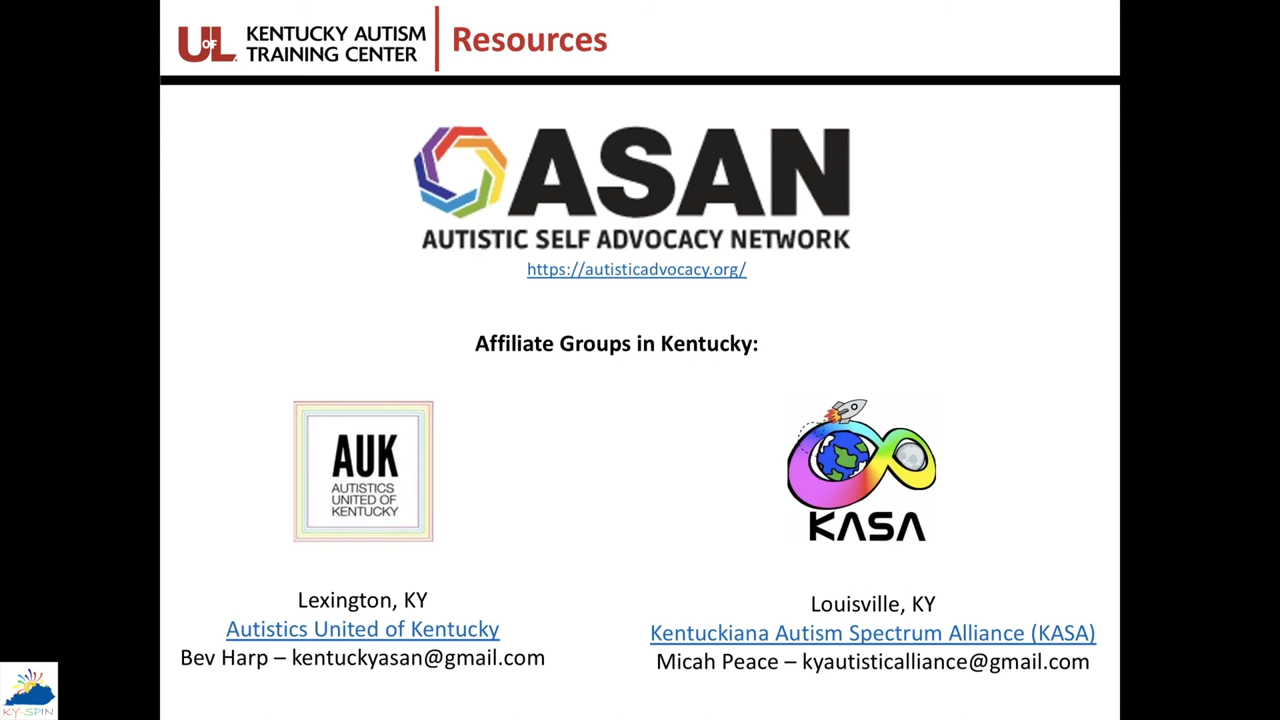 UofL KENTUCKY AUTISM
TRAINING CENTER
Resources
ASAN
AUTISTIC SELF ADVOCACY NETWORK
https://autisticadvocacy.org/
Affiliate Groups in Kentucky:
AUK
AUTISTICS
UNITED OF
KENTUCKY
Lexington, KY
Autistics United of Kentucky
Bev Harp – kentuckyasan@gmail.com
KASA
Louisville, KY
Kentuckiana Autism Spectrum Alliance (KASA)
Micah Peace – kyautisticalliance@gmail.com
KY-SPIN